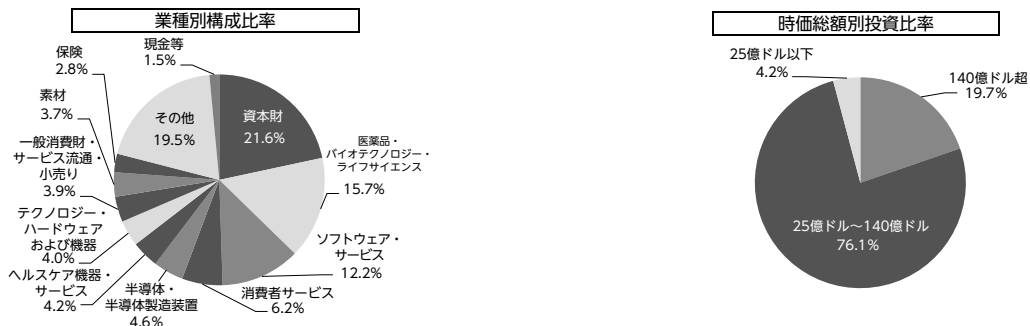 業種別構成比率
現金等
1.5%
保険
2.8%
素材
3.7%
一般消費財・
サービス流通・
小売り
3.9%
テクノロジー・
ハードウェア
および機器
4.0%
ヘルスケア機器・
サービス
4.2%
半導体・
半導体製造装置
4.6%
消費者サービス
6.2%
ソフトウェア・
サービス
12.2%
医薬品・
バイオテクノロジー・
ライフサイエンス
15.7%
資本財
21.6%
その他
19.5%
時価総額別投資比率
25億ドル以下
4.2%
140億ドル超
19.7%
25億ドル～140億ドル
76.1%